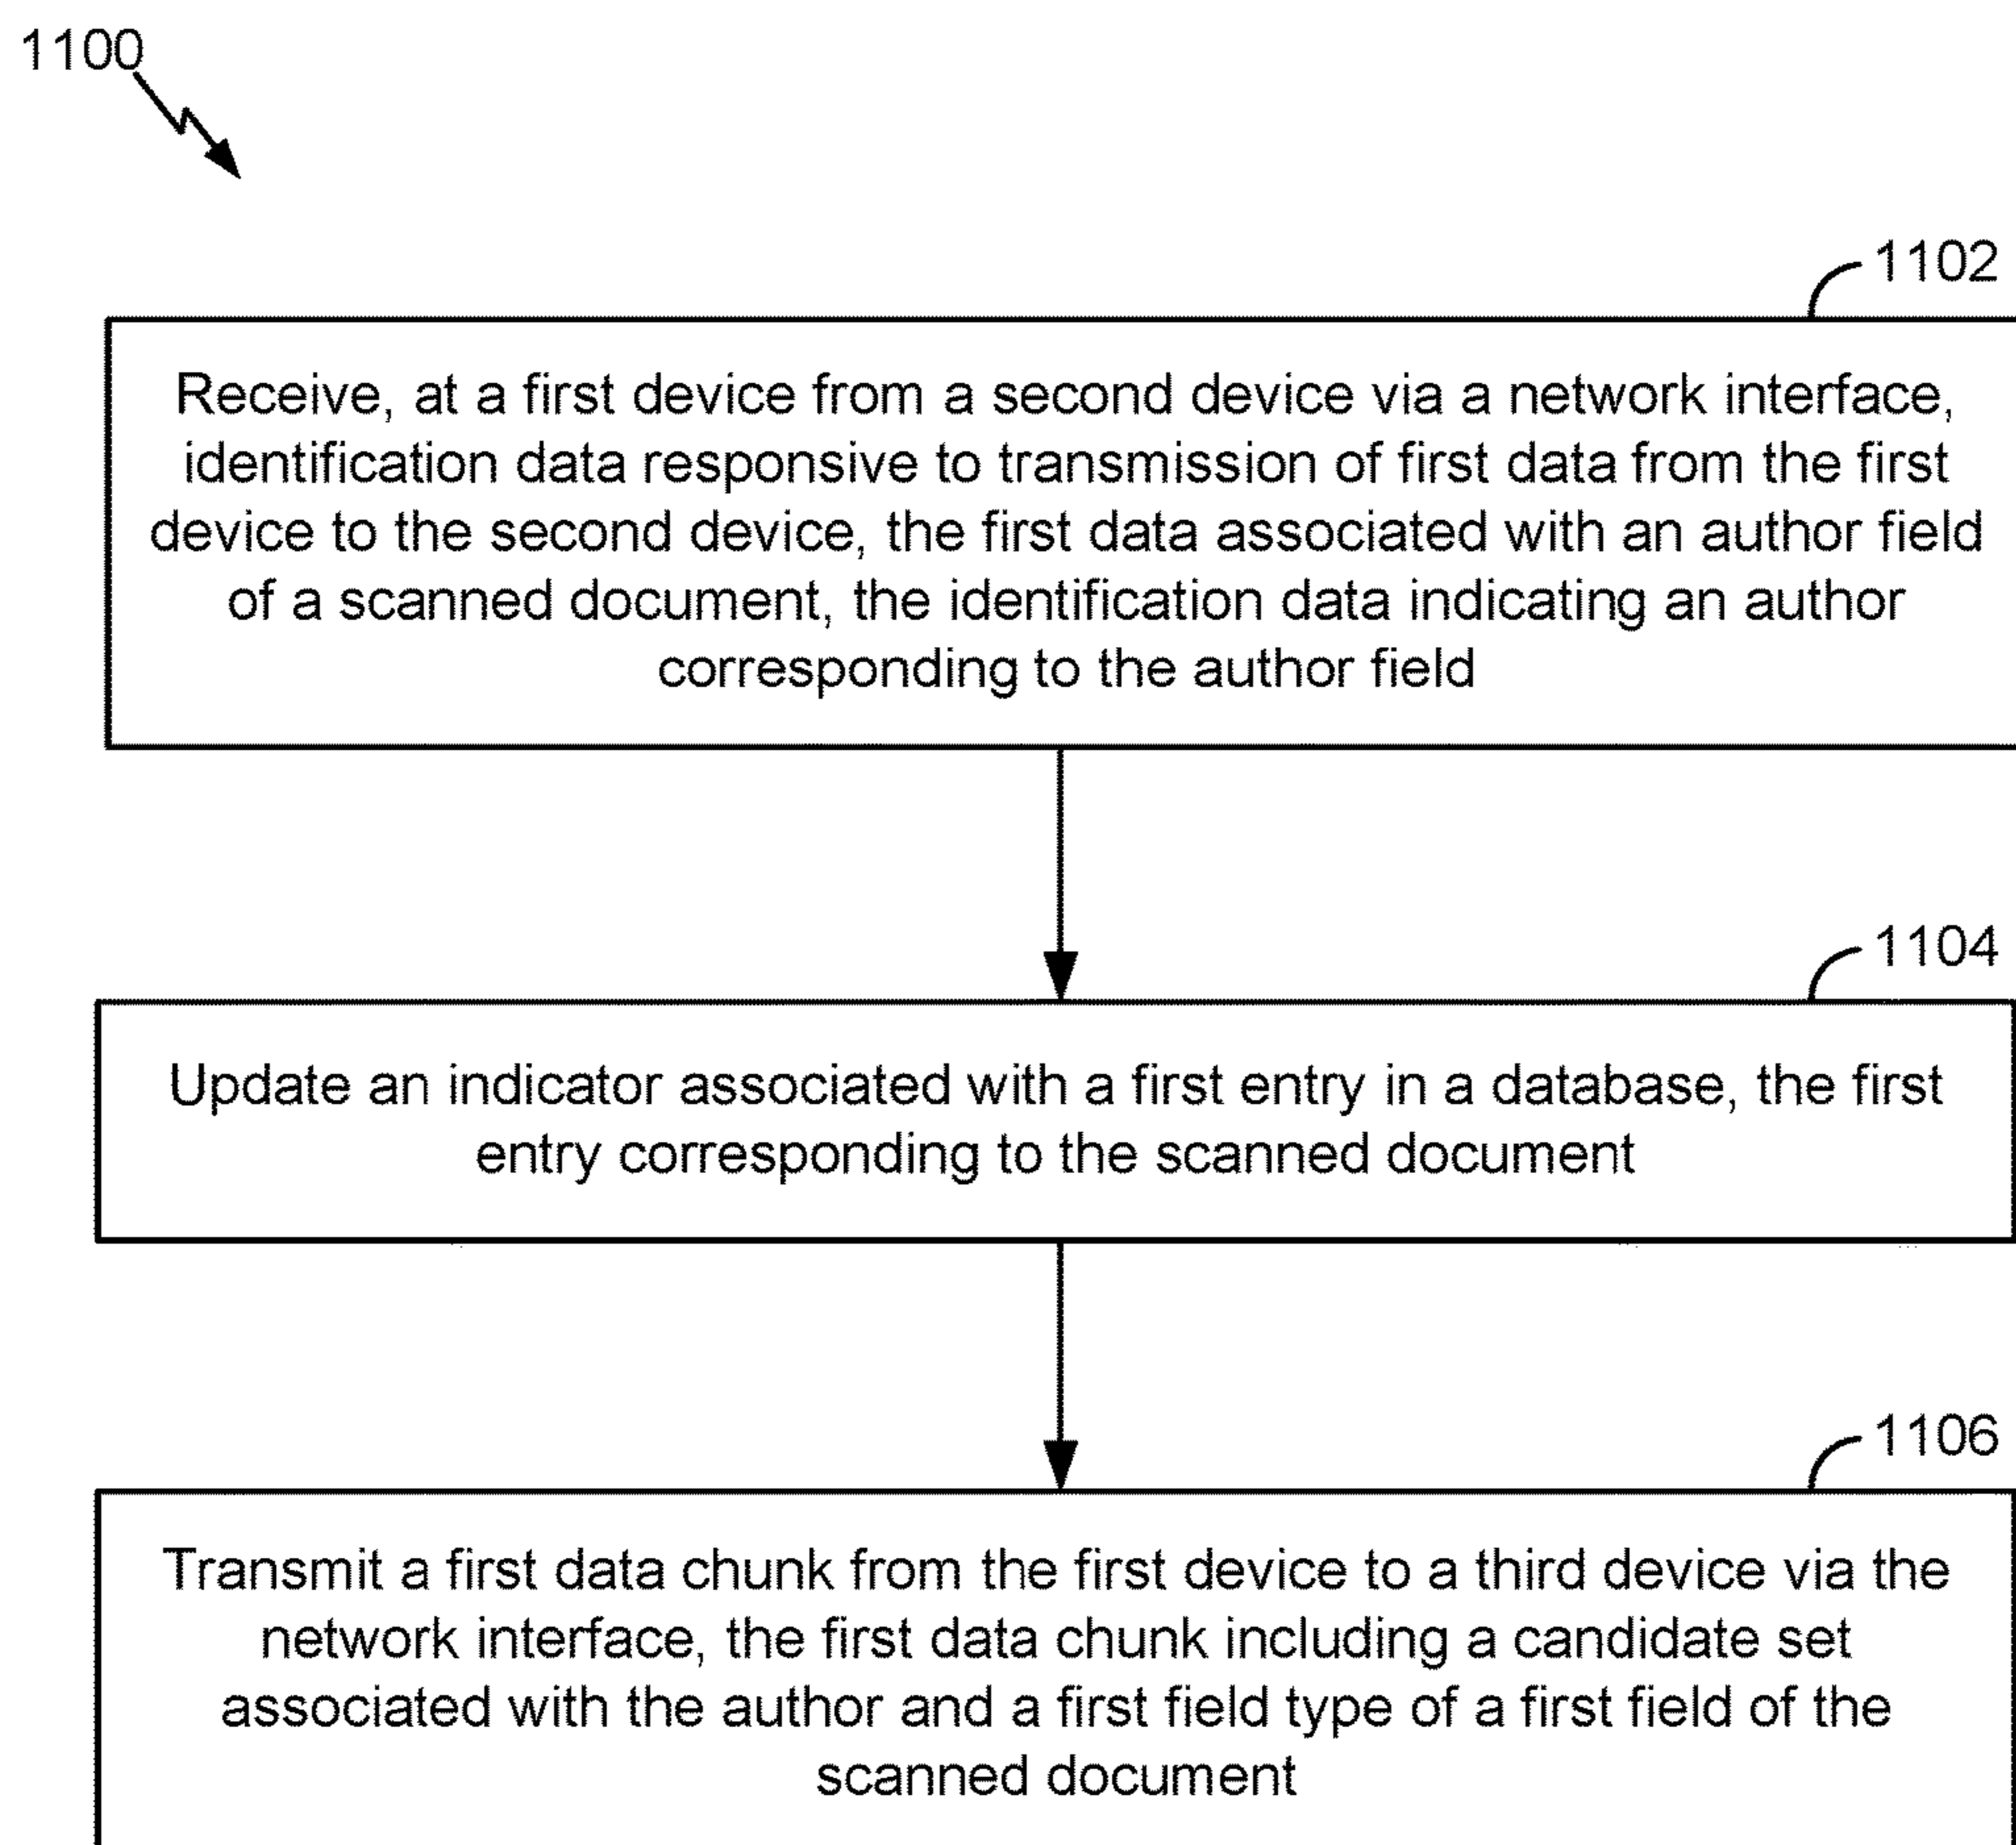 1100
1102
Receive, at a first device from a second device via a network interface,
identification data responsive to transmission of first data from the first
device to the second device, the first data associated with an author field
of a scanned document, the identification data indicating an author
corresponding to the author field
1104
Update an indicator associated with a first entry in a database, the first
entry corresponding to the scanned document
1106
Transmit a first data chunk from the first device to a third device via the
network interface, the first data chunk including a candidate set
associated with the author and a first field type of a first field of the
scanned document